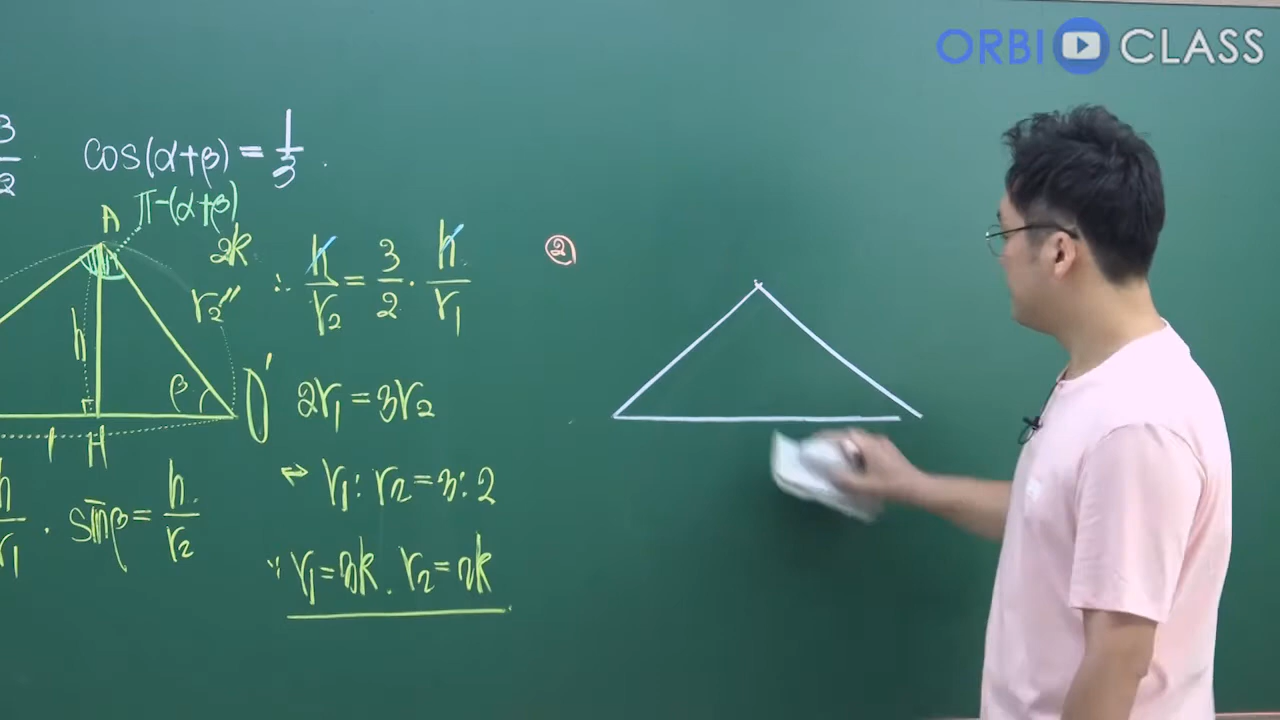 ORBI CLASS
3/2. cos(α+β) = 1/3.
A π-(α+β)
2k
r₂″
h
β
O′
1 H
h/r₁ . sinβ = h/r₂
∴ h/r₂ = 3/2 · h/r₁
2r₁ = 3r₂
⇔ r₁ : r₂ = 3 : 2
∵ r₁ = 3k . r₂ = 2k
②